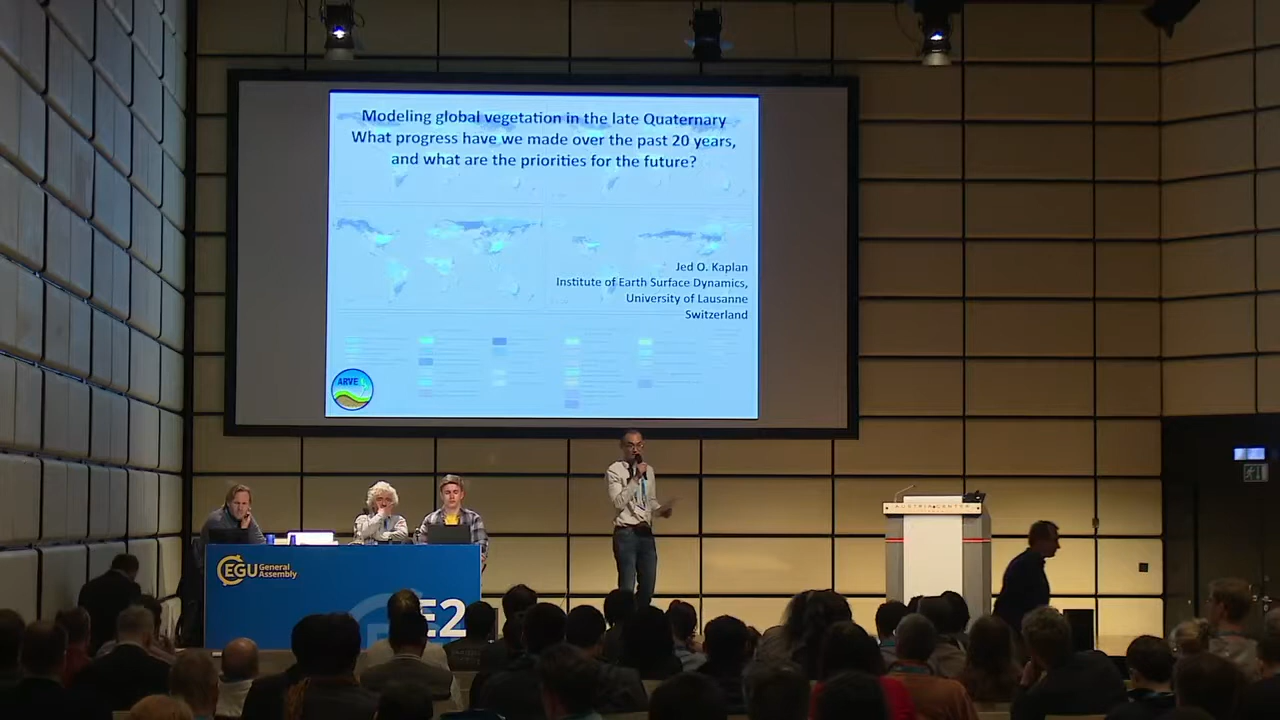 Modeling global vegetation in the late Quaternary
What progress have we made over the past 20 years,
and what are the priorities for the future?
Jed O. Kaplan
Institute of Earth Surface Dynamics,
University of Lausanne
Switzerland
ARVE
AUSTRIA CENTER
EGU General
Assembly
E2